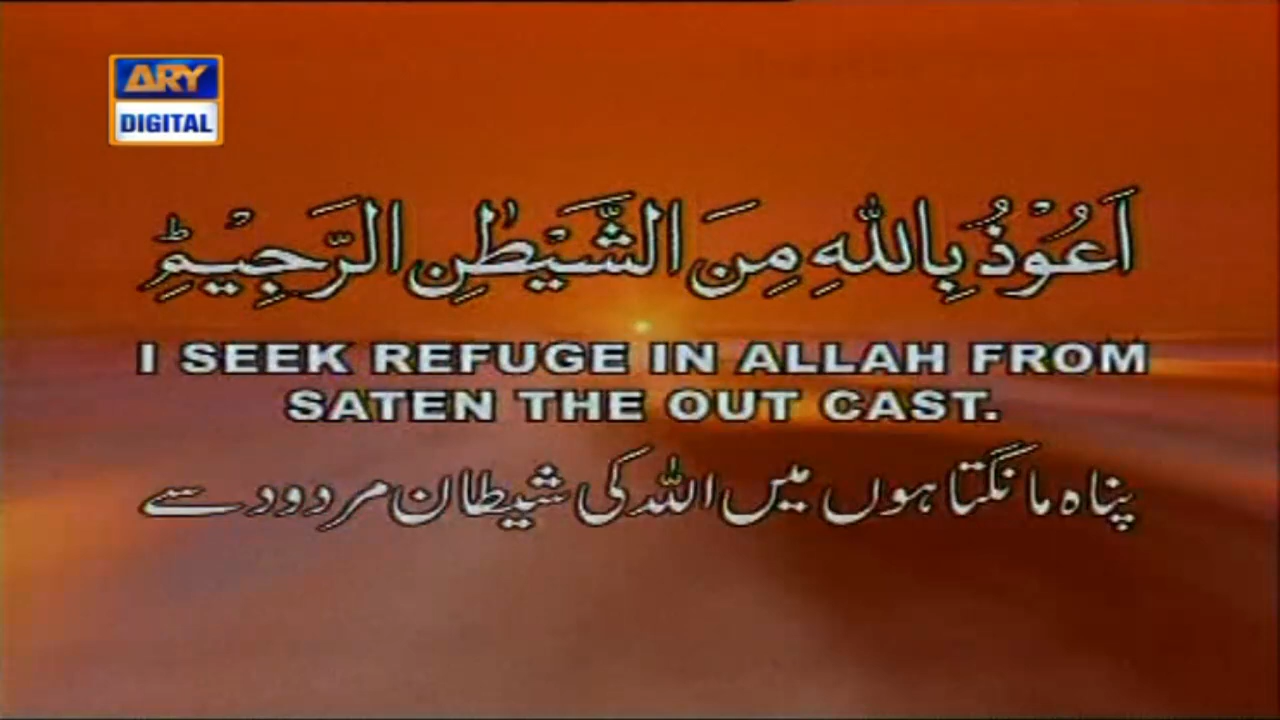 ARY
DIGITAL
اَعُوْذُ بِاللّٰهِ مِنَ الشَّيْطٰنِ الرَّجِيْمِؕ
I SEEK REFUGE IN ALLAH FROM
SATEN THE OUT CAST.
پناہ مانگتا ہوں میں اللہ کی شیطان مردود سے